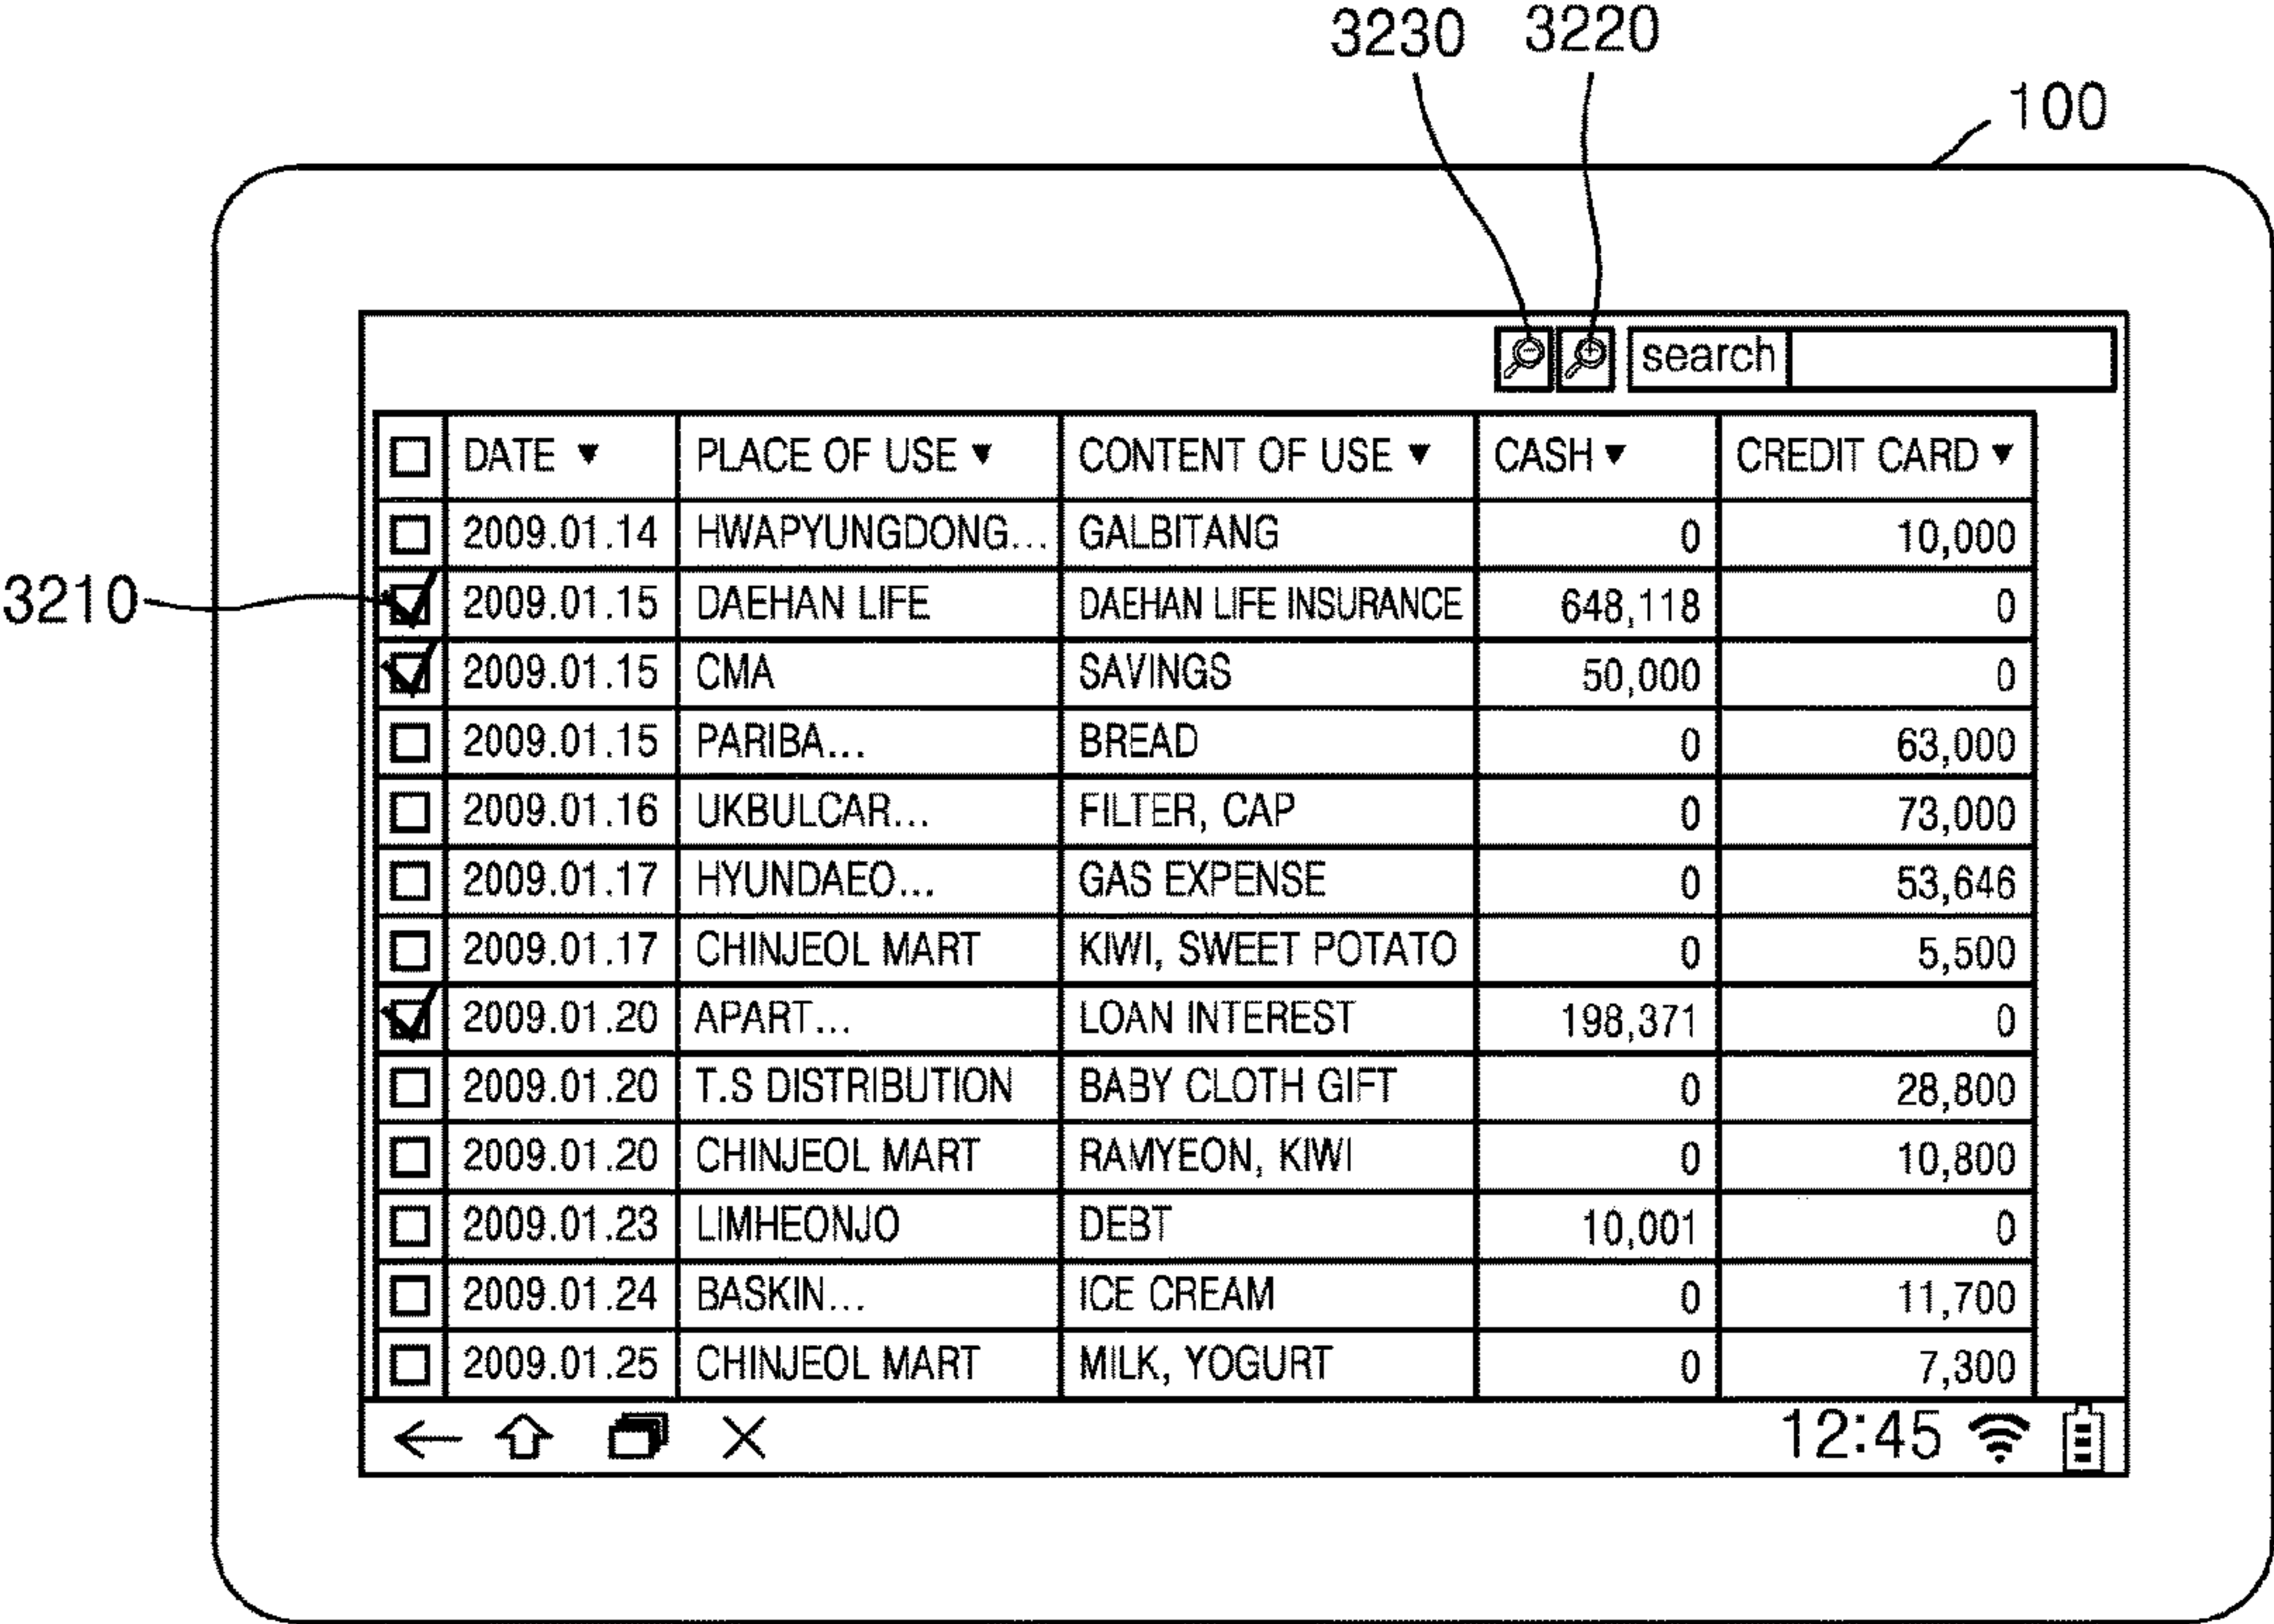 3230 3220
100
search
DATE ▼ PLACE OF USE ▼ CONTENT OF USE ▼ CASH ▼ CREDIT CARD ▼
2009.01.14 HWAPYUNGDONG... GALBITANG 0 10,000
3210 2009.01.15 DAEHAN LIFE DAEHAN LIFE INSURANCE 648,118 0
2009.01.15 CMA SAVINGS 50,000 0
2009.01.15 PARIBA... BREAD 0 63,000
2009.01.16 UKBULCAR... FILTER, CAP 0 73,000
2009.01.17 HYUNDAEO... GAS EXPENSE 0 53,646
2009.01.17 CHINJEOL MART KIWI, SWEET POTATO 0 5,500
2009.01.20 APART... LOAN INTEREST 198,371 0
2009.01.20 T.S DISTRIBUTION BABY CLOTH GIFT 0 28,800
2009.01.20 CHINJEOL MART RAMYEON, KIWI 0 10,800
2009.01.23 LIMHEONJO DEBT 10,001 0
2009.01.24 BASKIN... ICE CREAM 0 11,700
2009.01.25 CHINJEOL MART MILK, YOGURT 0 7,300
12:45